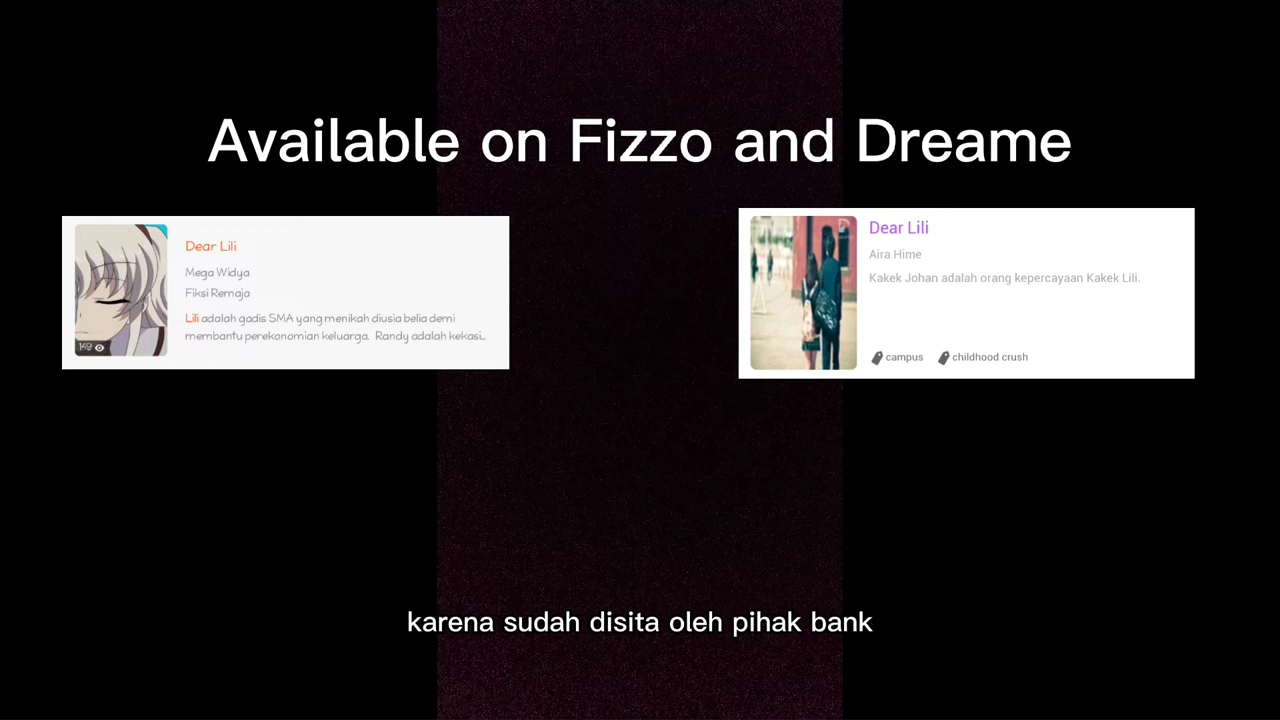 Available on Fizzo and Dreame
Dear Lili
Mega Widya
Fiksi Remaja
Lili adalah gadis SMA yang menikah diusia belia demi
membantu perekonomian keluarga. Randy adalah kekasi...
149
Dear Lili
Aira Hime
Kakek Johan adalah orang kepercayaan Kakek Lili.
campus childhood crush
karena sudah disita oleh pihak bank